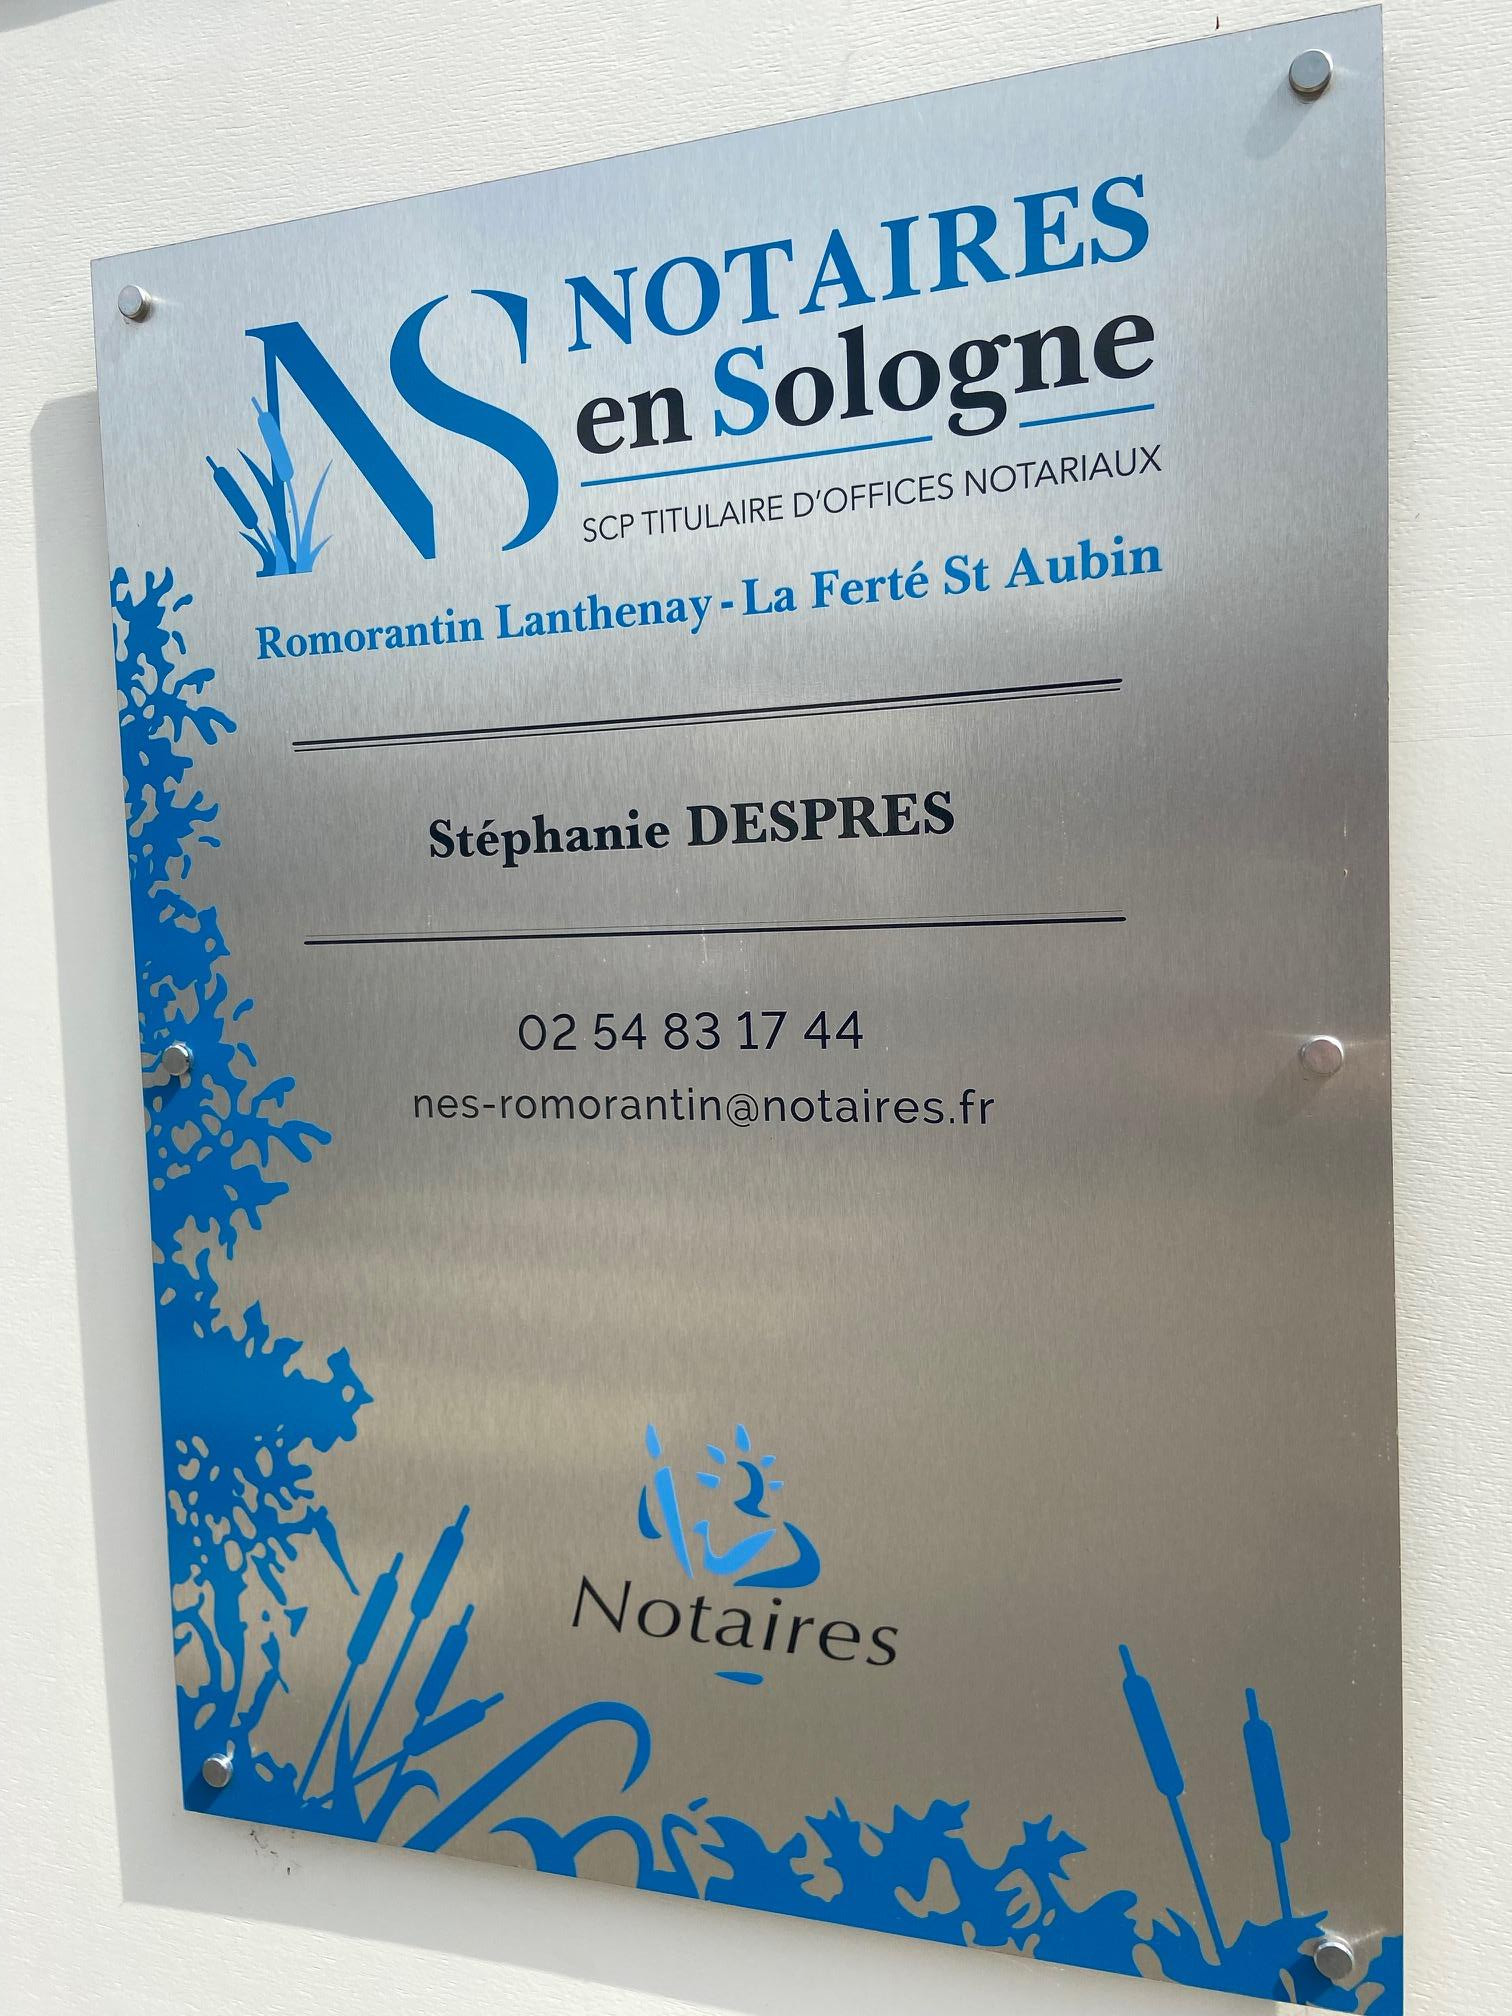 NS NOTAIRES
en Sologne
SCP TITULAIRE D'OFFICES NOTARIAUX
Romorantin Lanthenay - La Ferté St Aubin
Stéphanie DESPRES
02 54 83 17 44
nes-romorantin@notaires.fr
Notaires